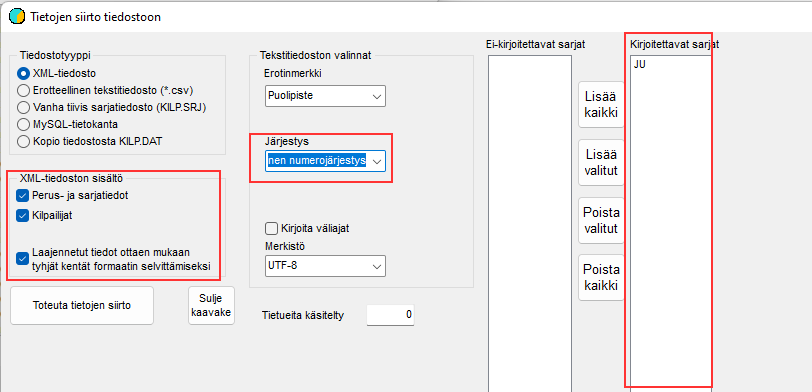 Tietojen siirto tiedostoon
Tiedostotyyppi
XML-tiedosto
Erotteellinen tekstitiedosto (*.csv)
Vanha tiivis sarjatiedosto (KILP.SRJ)
MySQL-tietokanta
Kopio tiedostosta KILP.DAT
XML-tiedoston sisältö
Perus- ja sarjatiedot
Kilpailijat
Laajennetut tiedot ottaen mukaan
tyhjät kentät formaatin selvittämiseksi
Toteuta tietojen siirto
Sulje
kaavake
Tekstitiedoston valinnat
Erotinmerkki
Puolipiste
Järjestys
nen numerojärjestys
Kirjoita väliajat
Merkistö
UTF-8
Tietueita käsitelty
0
Ei-kirjoitettavat sarjat
Lisää
kaikki
Lisää
valitut
Poista
valitut
Poista
kaikki
Kirjoitettavat sarjat
JU